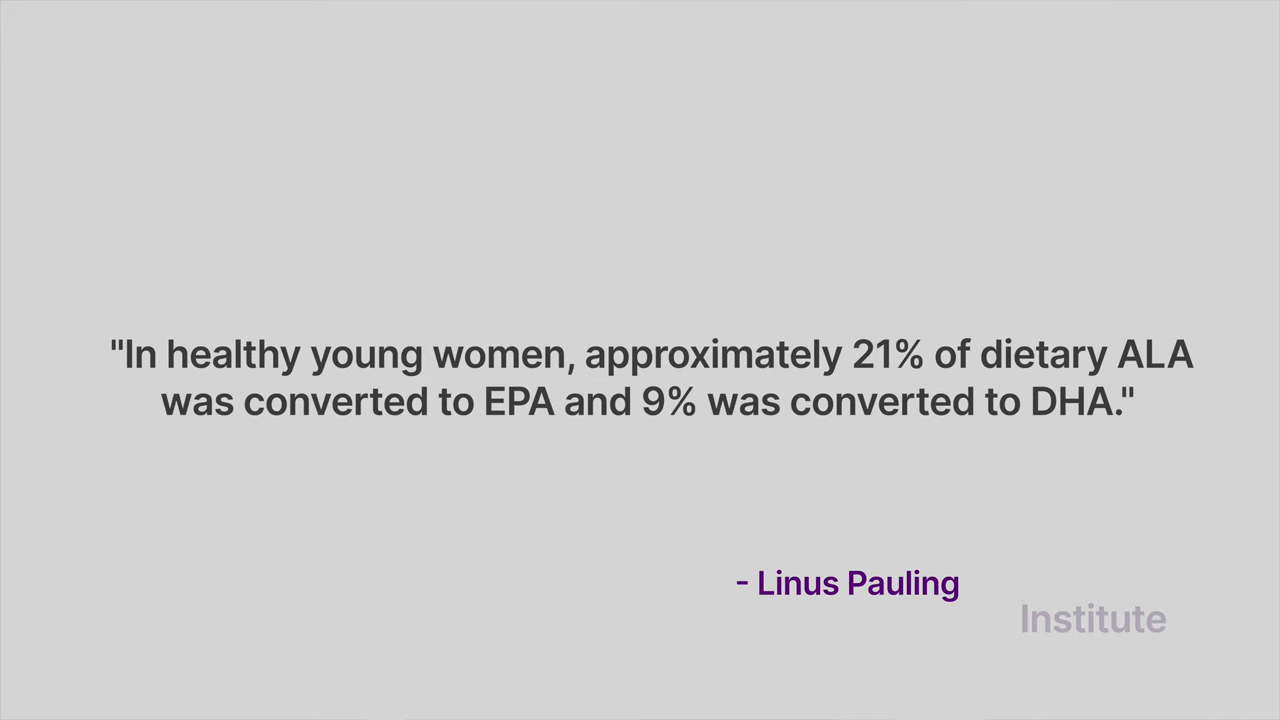 "In healthy young women, approximately 21% of dietary ALA
was converted to EPA and 9% was converted to DHA."
- Linus Pauling
Institute